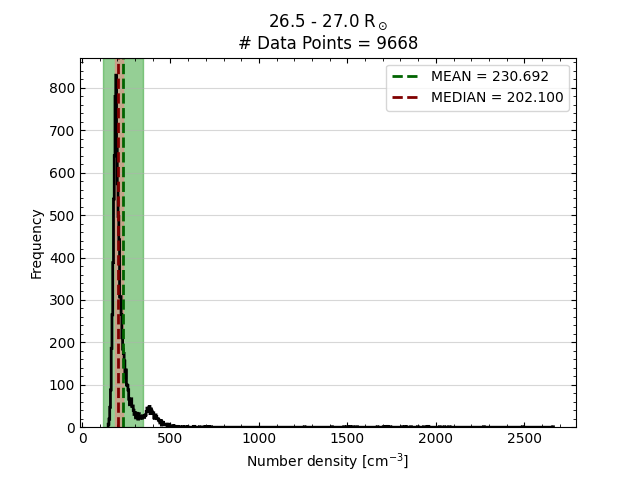 26.5 - 27.0 R⊙
# Data Points = 9668
MEAN = 230.692
MEDIAN = 202.100
Frequency
800
700
600
500
400
300
200
100
0
0 500 1000 1500 2000 2500
Number density [cm⁻³]